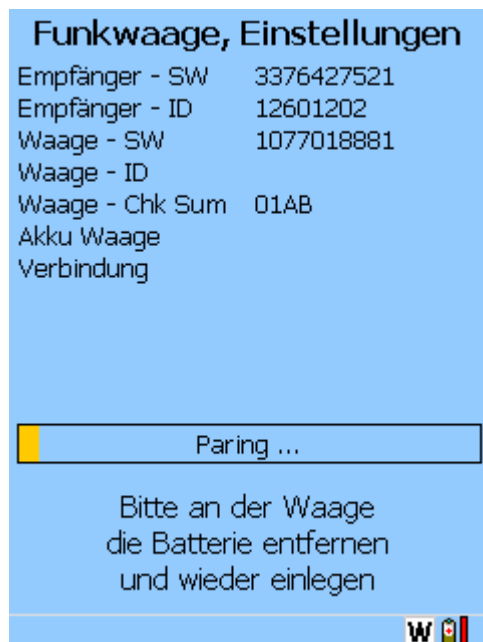 Funkwaage, Einstellungen
Empfänger - SW 3376427521
Empfänger - ID 12601202
Waage - SW 1077018881
Waage - ID
Waage - Chk Sum 01AB
Akku Waage
Verbindung
Paring ...
Bitte an der Waage
die Batterie entfernen
und wieder einlegen
W